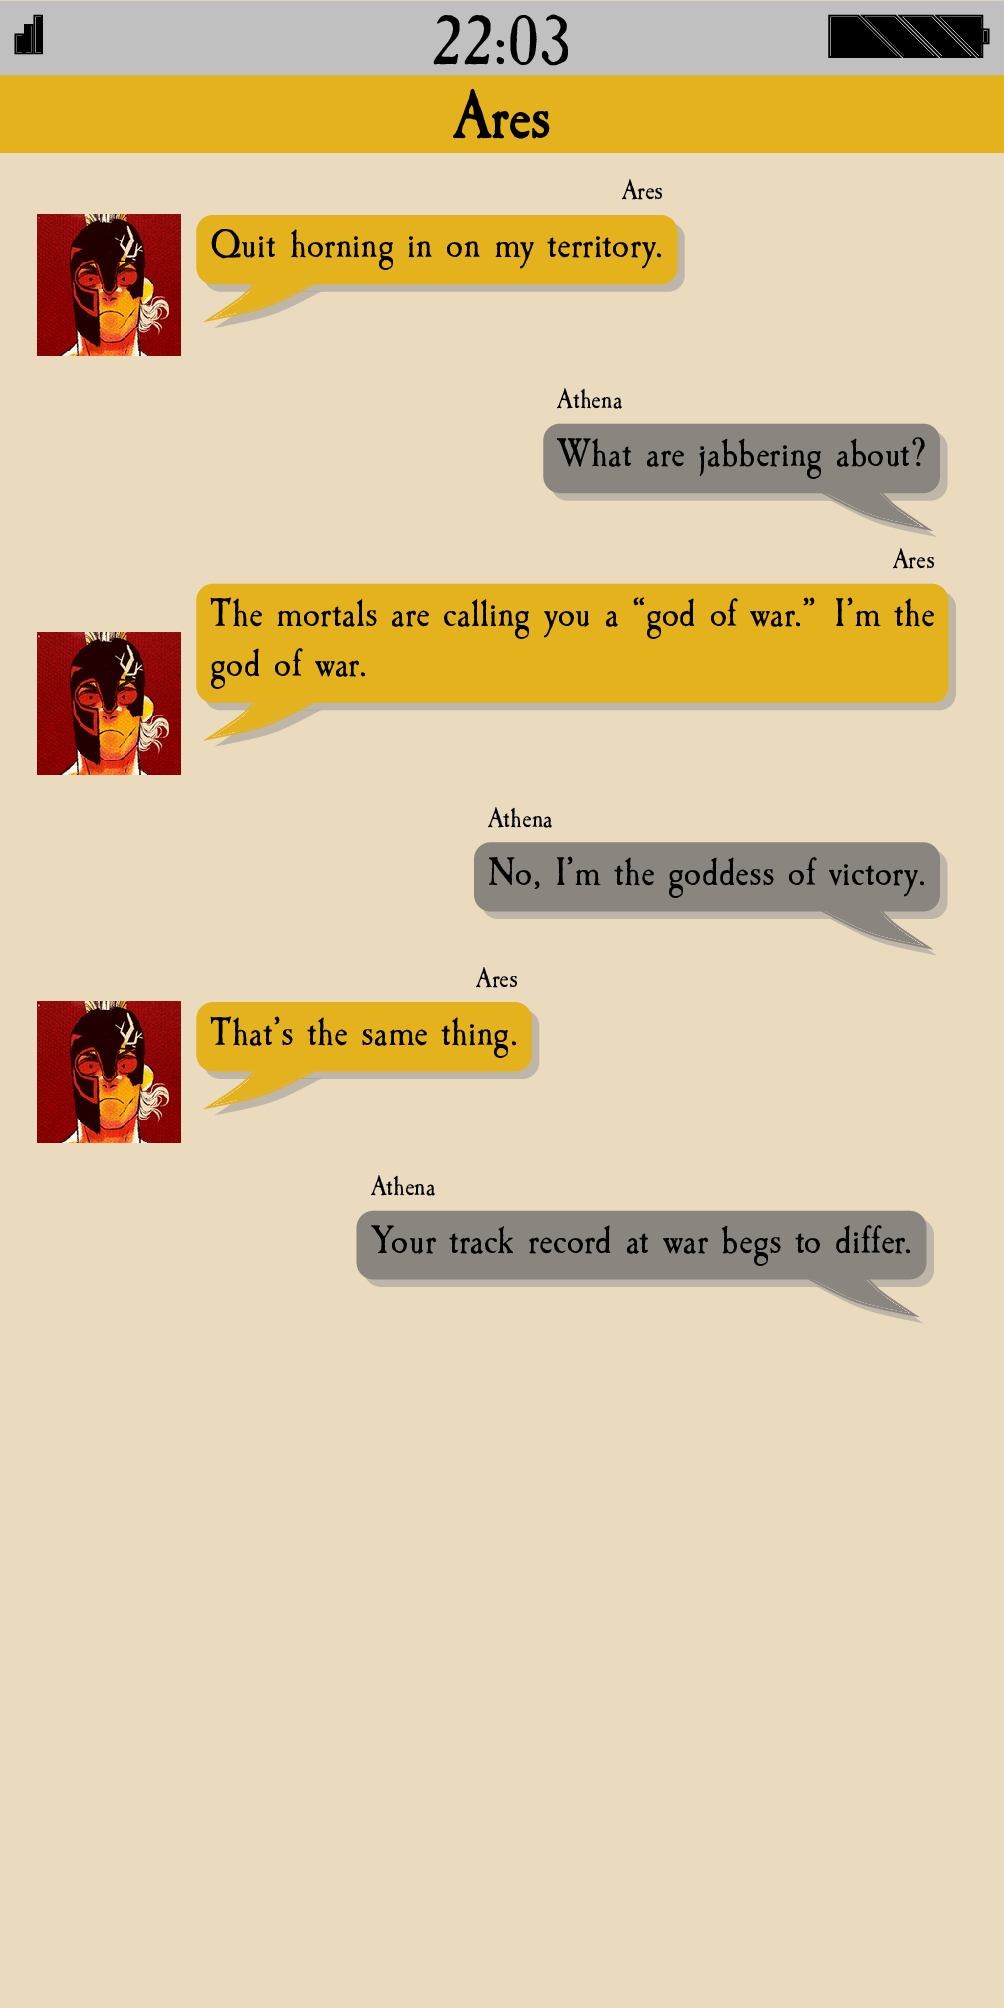 22:03
Ares
Ares
Quit horning in on my territory.
Athena
What are jabbering about?
Ares
The mortals are calling you a “god of war.” I’m the
god of war.
Athena
No, I’m the goddess of victory.
Ares
That’s the same thing.
Athena
Your track record at war begs to differ.